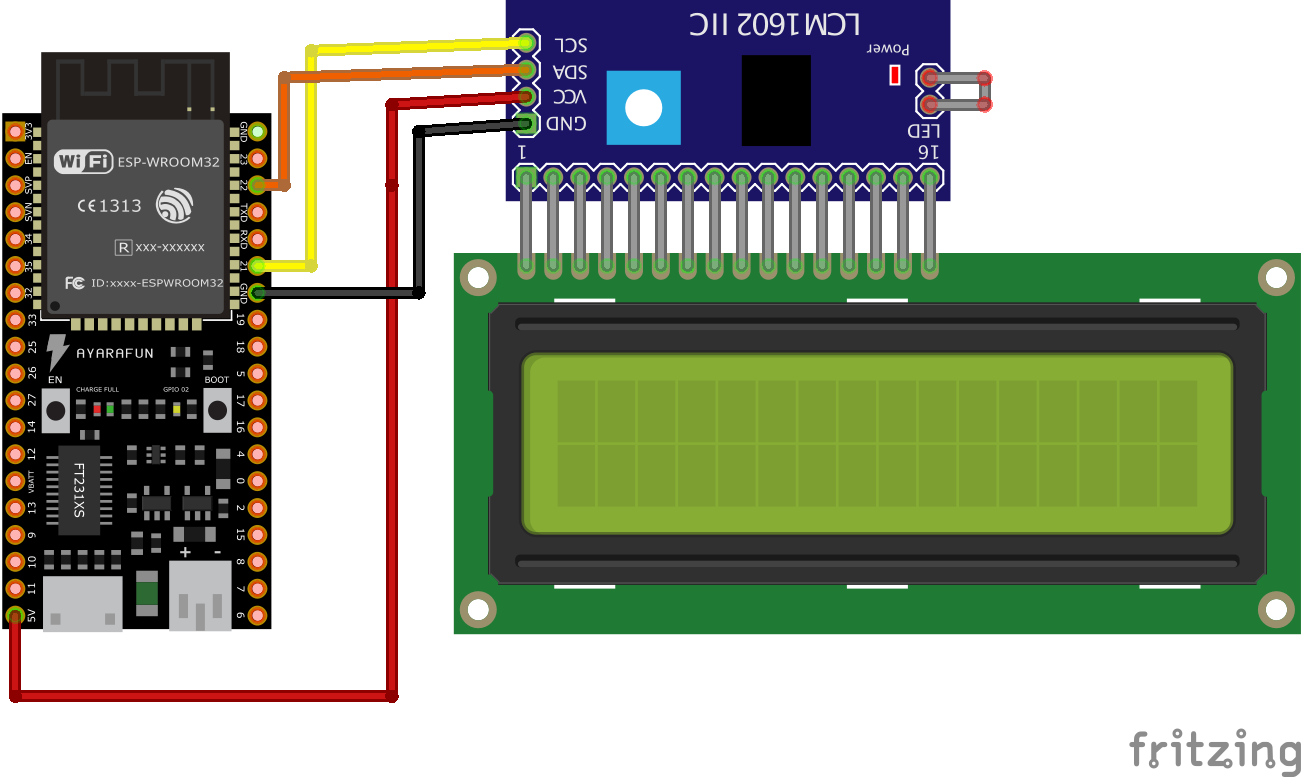 LCM1602 IIC
SCL
SDA
VCC
GND
Power
LED
1
16
3V3
EN
SVP
SVN
34
35
32
33
25
26
27
14
12
VBATT
13
9
10
11
5V
GND
23
22
TXD
RXD
21
GND
19
18
5
17
16
4
0
2
15
8
7
6
WiFi ESP-WROOM32
CE1313
R xxx-xxxxxx
FC ID:xxxx-ESPWROOM32
AYARAFUN
EN
BOOT
CHARGE FULL
GPIO 02
FT231XS
+ -
fritzing